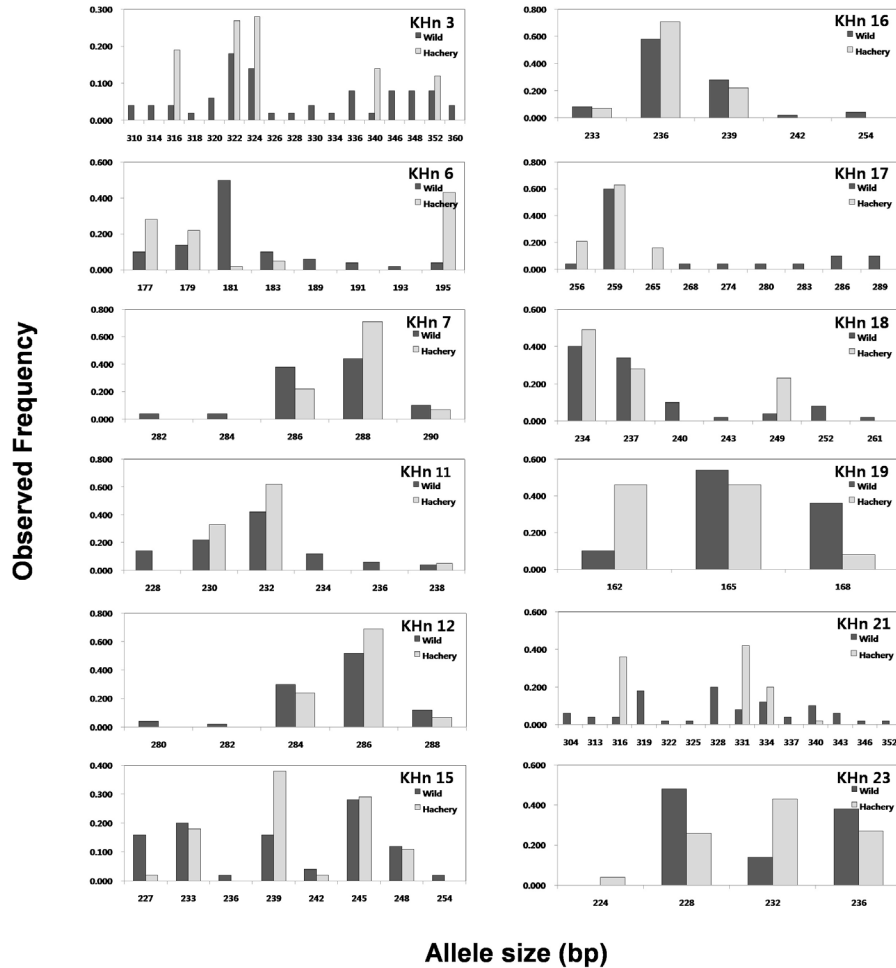 Observed Frequency
KHn 3
Wild
Hachery
0.300
0.200
0.100
0.000
310 314 316 318 320 322 324 326 328 330 334 336 340 346 348 352 360
KHn 6
Wild
Hachery
0.600
0.400
0.200
0.000
177 179 181 183 189 191 193 195
KHn 7
Wild
Hachery
0.800
0.600
0.400
0.200
0.000
282 284 286 288 290
KHn 11
Wild
Hachery
0.800
0.600
0.400
0.200
0.000
228 230 232 234 236 238
KHn 12
Wild
Hachery
0.800
0.600
0.400
0.200
0.000
280 282 284 286 288
KHn 15
Wild
Hachery
0.400
0.300
0.200
0.100
0.000
227 233 236 239 242 245 248 254
KHn 16
Wild
Hachery
0.800
0.600
0.400
0.200
0.000
233 236 239 242 254
KHn 17
Wild
Hachery
0.800
0.600
0.400
0.200
0.000
256 259 265 268 274 280 283 286 289
KHn 18
Wild
Hachery
0.600
0.400
0.200
0.000
234 237 240 243 249 252 261
KHn 19
Wild
Hachery
0.600
0.400
0.200
0.000
162 165 168
KHn 21
Wild
Hachery
0.600
0.400
0.200
0.000
304 313 316 319 322 325 328 331 334 337 340 343 346 352
KHn 23
Wild
Hachery
0.600
0.400
0.200
0.000
224 228 232 236
Allele size (bp)